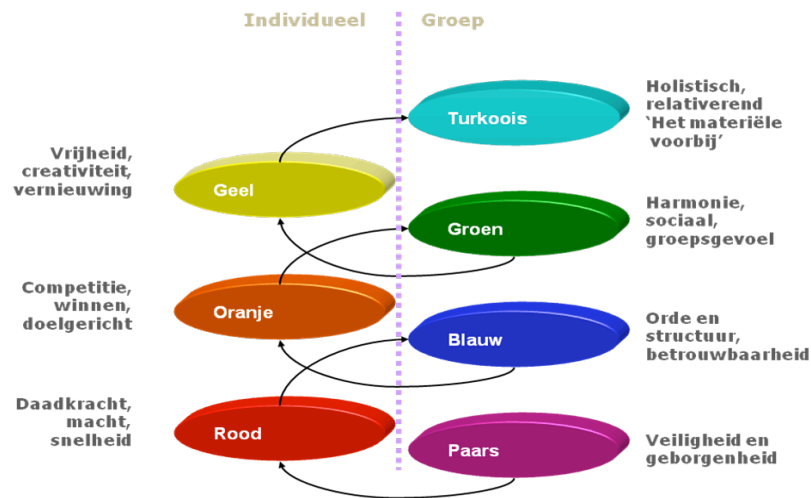 Individueel
Groep
Holistisch,
relativerend
‘Het materiële
voorbij’
Turkoois
Vrijheid,
creativiteit,
vernieuwing
Geel
Harmonie,
sociaal,
groepsgevoel
Groen
Competitie,
winnen,
doelgericht
Oranje
Orde en
structuur,
betrouwbaarheid
Blauw
Daadkracht,
macht,
snelheid
Rood
Paars
Veiligheid en
geborgenheid